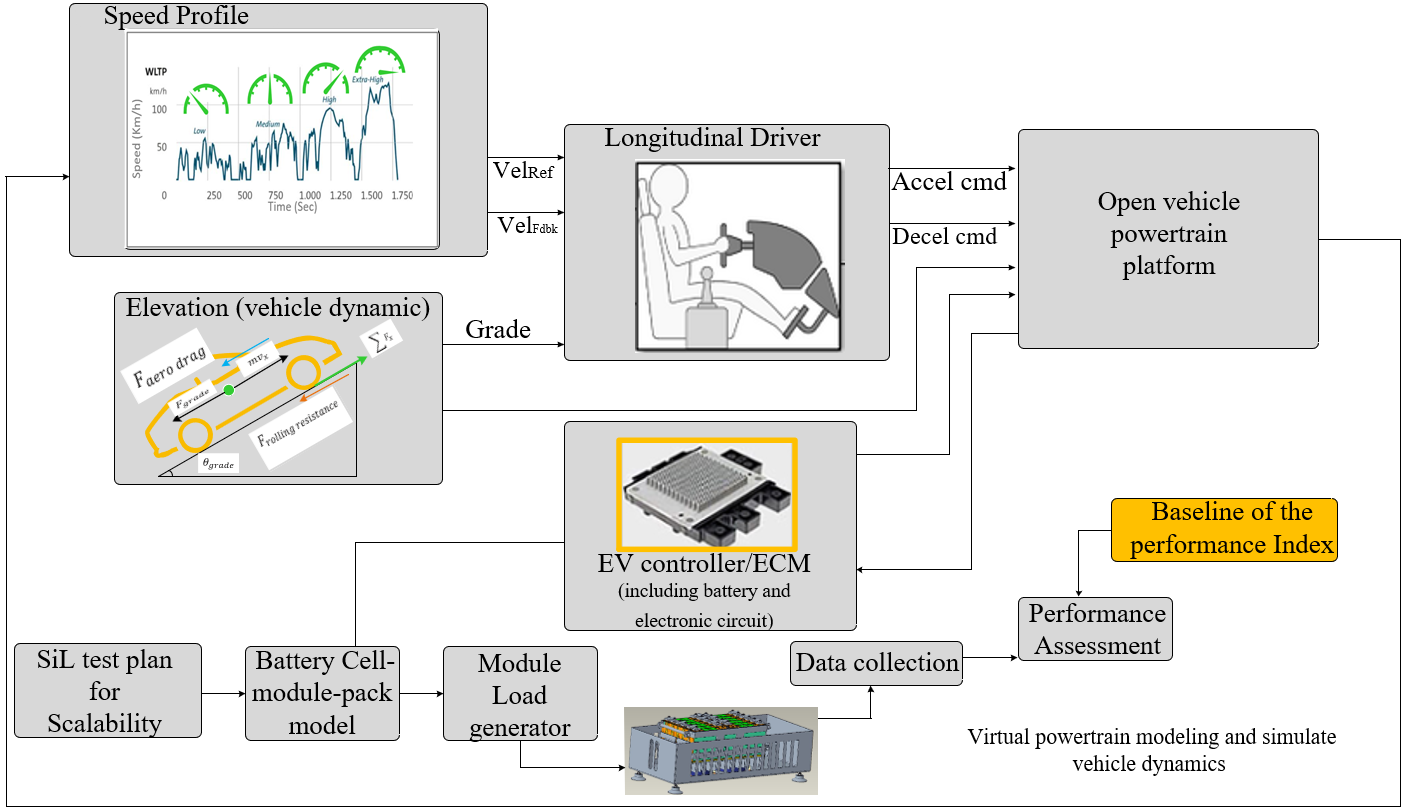 Speed Profile
WLTP
km/h
100
50
Speed (Km/h)
Low
Medium
High
Extra-High
0
250
500
750
1.000
1.250
1.500
1.750
Time (Sec)
VelRef
VelFdbk
Longitudinal Driver
Accel cmd
Decel cmd
Open vehicle
powertrain
platform
Elevation (vehicle dynamic)
Faero drag
mvx
∑ Fx
Fgrade
Frolling resistance
θgrade
Grade
EV controller/ECM
(including battery and
electronic circuit)
Baseline of the
performance Index
Performance
Assessment
SiL test plan
for
Scalability
Battery Cell-
module-pack
model
Module
Load
generator
Data collection
Virtual powertrain modeling and simulate
vehicle dynamics